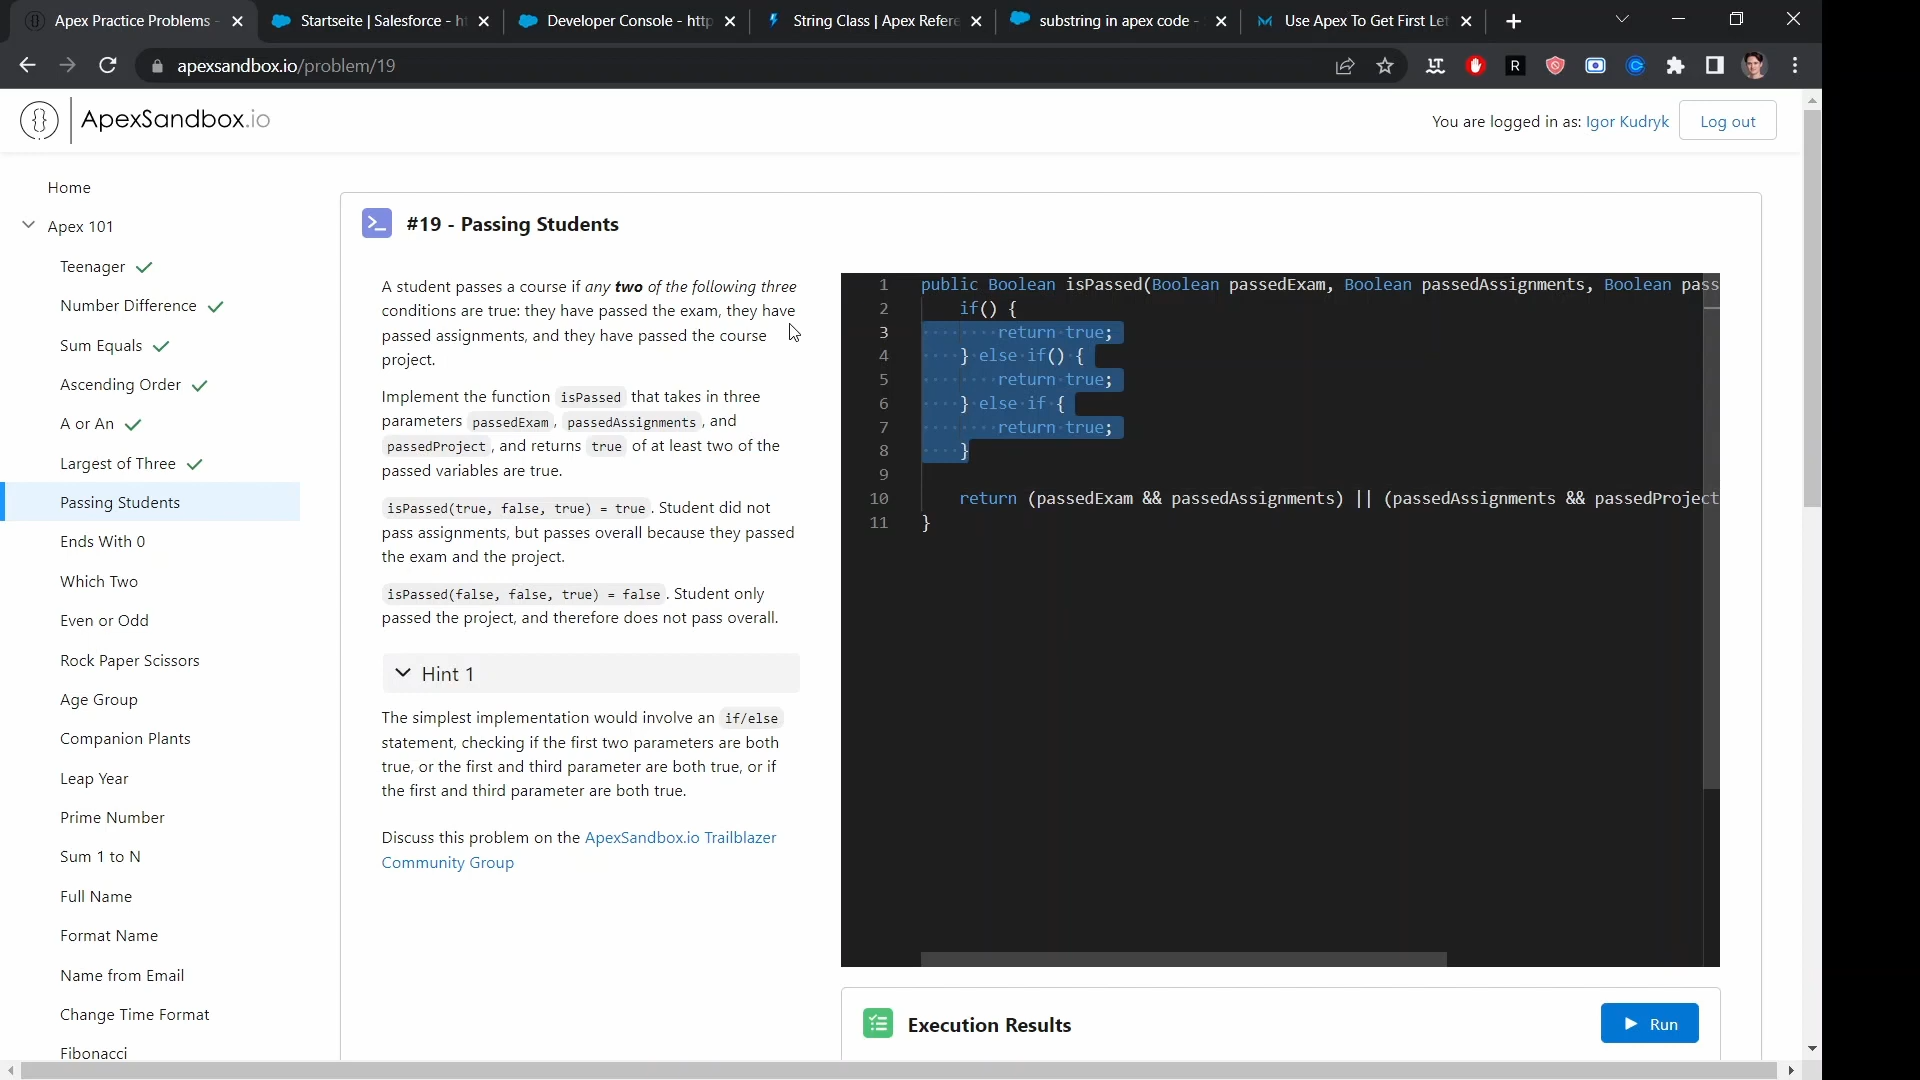 Apex Practice Problems -
Startseite | Salesforce - ht
Developer Console - http
String Class | Apex Refere
substring in apex code -
Use Apex To Get First Let
apexsandbox.io/problem/19
ApexSandbox.io
You are logged in as: Igor Kudryk
Log out
Home
Apex 101
Teenager
Number Difference
Sum Equals
Ascending Order
A or An
Largest of Three
Passing Students
Ends With 0
Which Two
Even or Odd
Rock Paper Scissors
Age Group
Companion Plants
Leap Year
Prime Number
Sum 1 to N
Full Name
Format Name
Name from Email
Change Time Format
Fibonacci
#19 - Passing Students
A student passes a course if any two of the following three
conditions are true: they have passed the exam, they have
passed assignments, and they have passed the course
project.
Implement the function isPassed that takes in three
parameters passedExam, passedAssignments, and
passedProject, and returns true of at least two of the
passed variables are true.
isPassed(true, false, true) = true. Student did not
pass assignments, but passes overall because they passed
the exam and the project.
isPassed(false, false, true) = false. Student only
passed the project, and therefore does not pass overall.
Hint 1
The simplest implementation would involve an if/else
statement, checking if the first two parameters are both
true, or the first and third parameter are both true, or if
the first and third parameter are both true.
Discuss this problem on the ApexSandbox.io Trailblazer
Community Group
1 public Boolean isPassed(Boolean passedExam, Boolean passedAssignments, Boolean pass
2 if() {
3 return true;
4 } else if() {
5 return true;
6 } else if {
7 return true;
8 }
9
10 return (passedExam && passedAssignments) || (passedAssignments && passedProject
11 }
Execution Results
Run